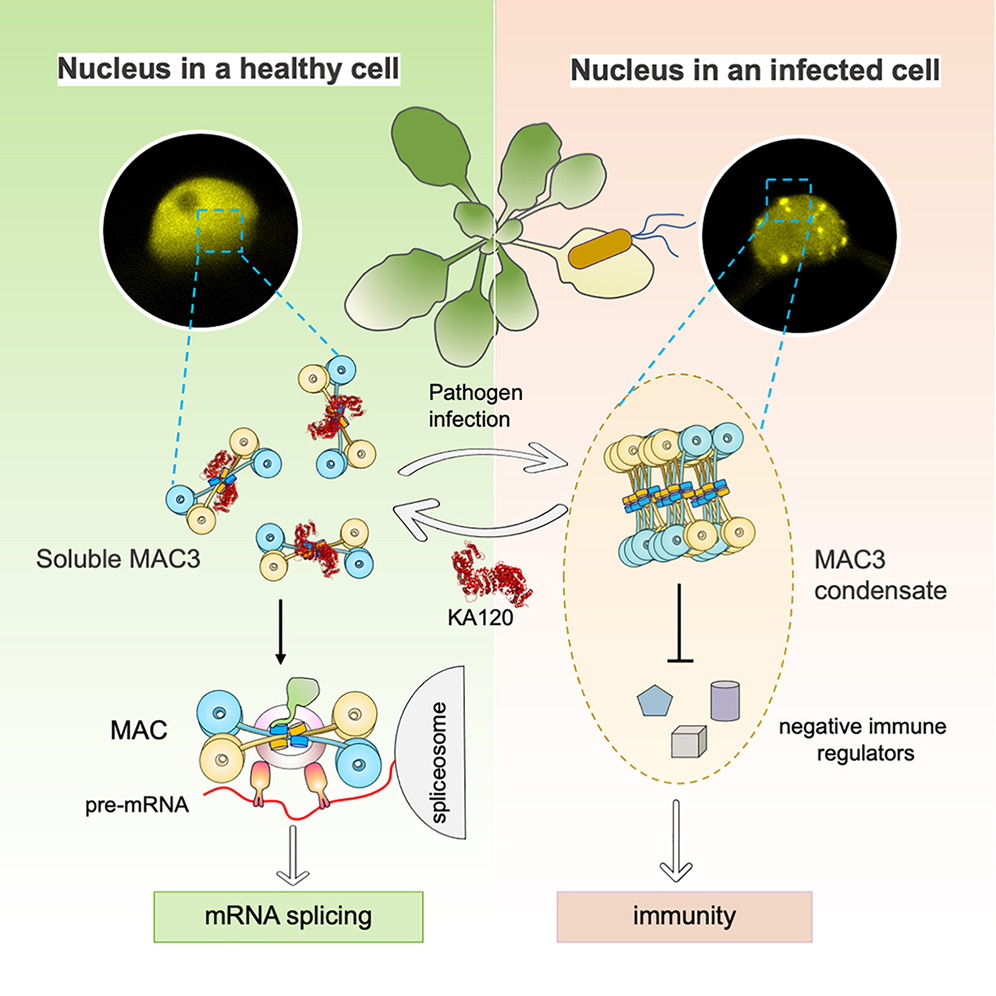 Nucleus in a healthy cell
Nucleus in an infected cell
Pathogen
infection
Soluble MAC3
KA120
MAC3
condensate
MAC
pre-mRNA
spliceosome
negative immune
regulators
mRNA splicing
immunity